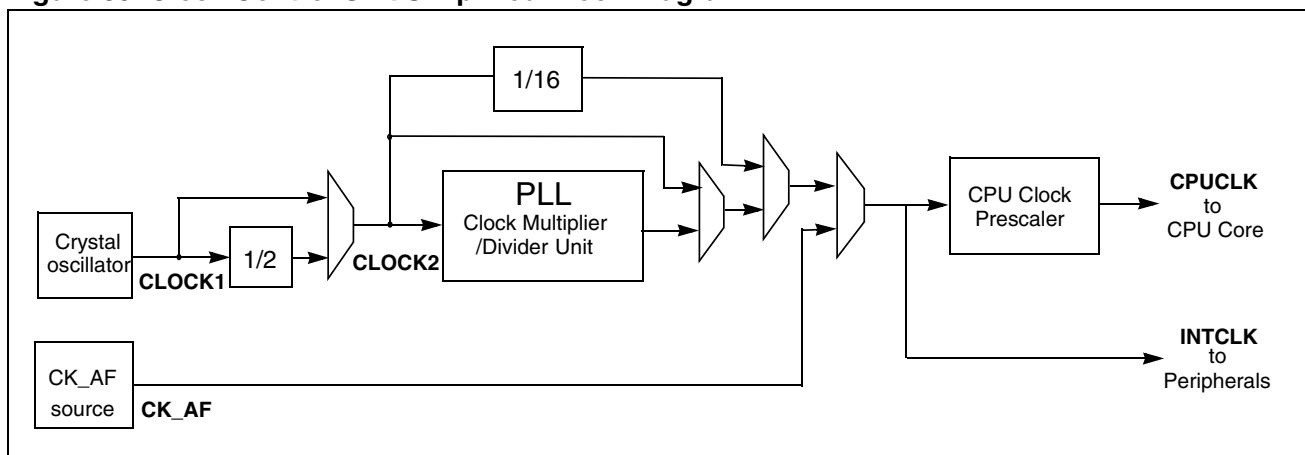 1/16
PLL
Clock Multiplier
/Divider Unit
CPU Clock
Prescaler
CPUCLK
to
CPU Core
Crystal
oscillator
1/2
CLOCK1
CLOCK2
INTCLK
to
Peripherals
CK_AF
source
CK_AF